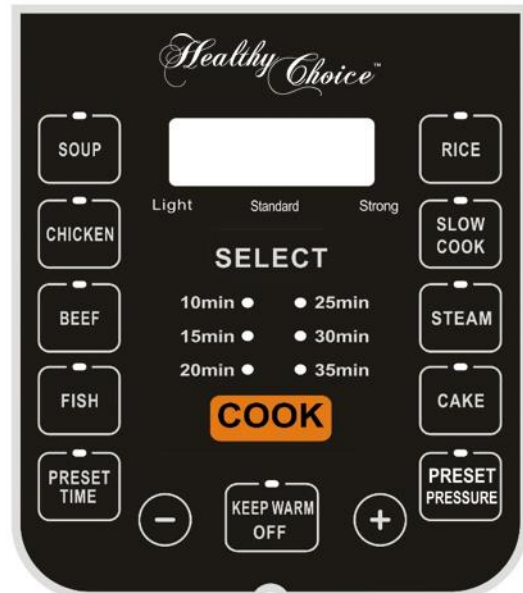 Healthy Choice™
SOUP
RICE
Light Standard Strong
CHICKEN
SLOW
COOK
SELECT
10min 25min
BEEF
STEAM
15min 30min
20min 35min
FISH
COOK
CAKE
PRESET
TIME
PRESET
PRESSURE
-
KEEP WARM
OFF
+